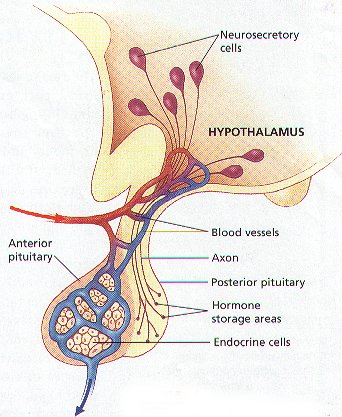 Neurosecretory
cells
HYPOTHALAMUS
Blood vessels
Anterior
pituitary
Axon
Posterior pituitary
Hormone
storage areas
Endocrine cells